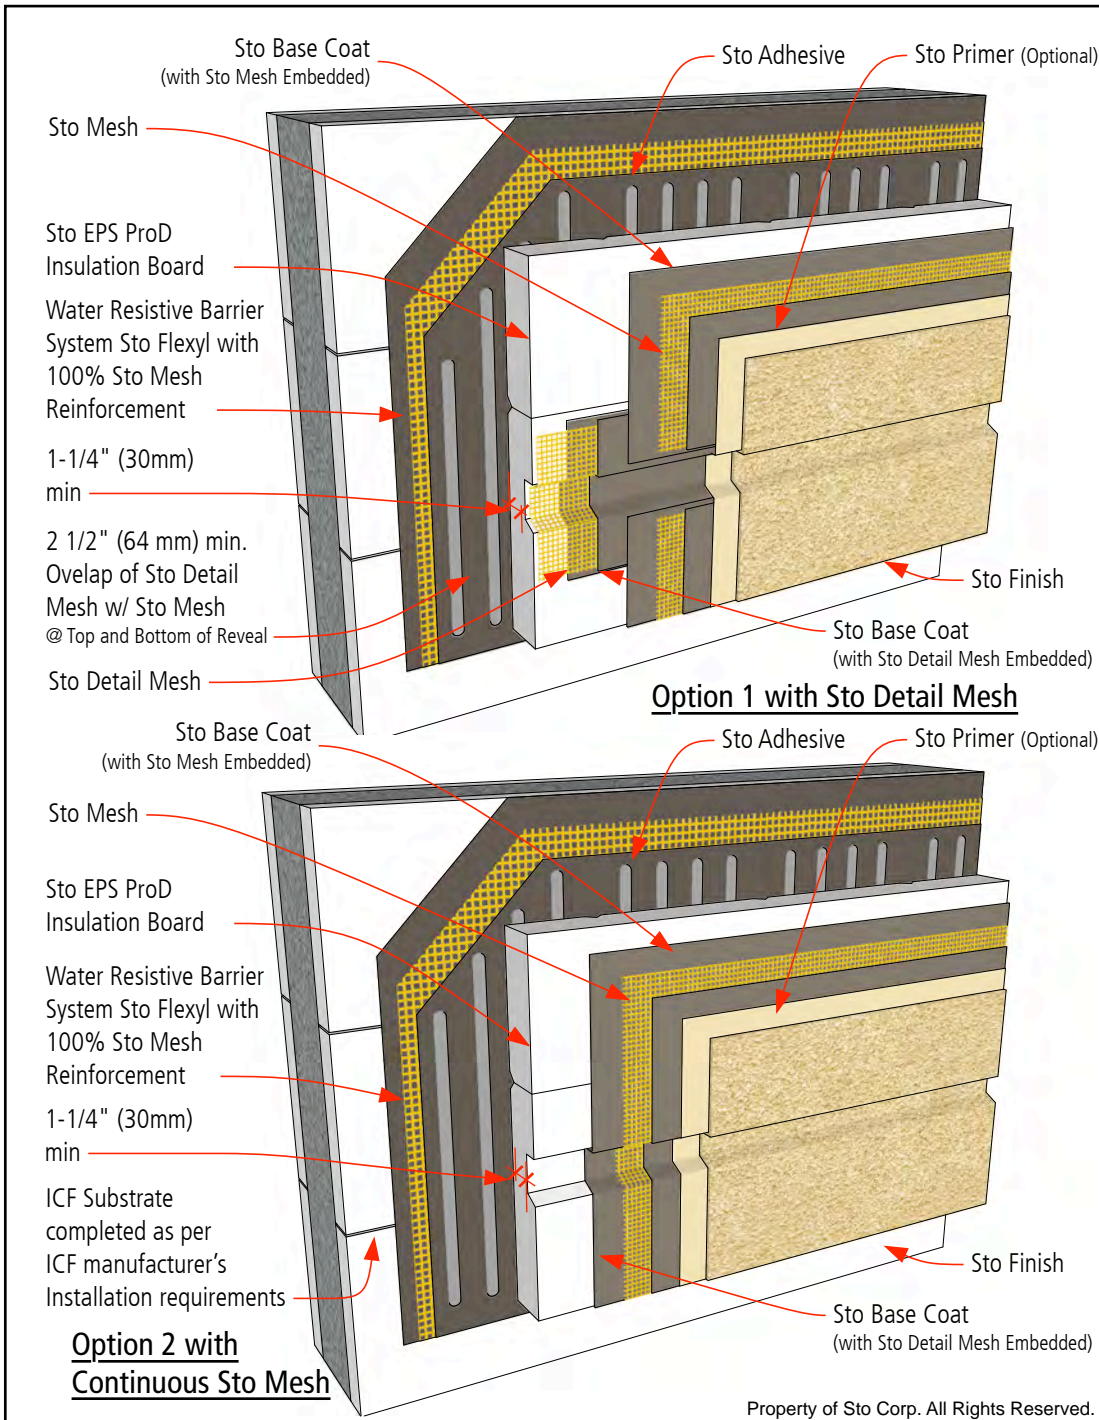 Sto Base Coat
(with Sto Mesh Embedded)
Sto Adhesive
Sto Primer (Optional)
Sto Mesh
Sto EPS ProD
Insulation Board
Water Resistive Barrier
System Sto Flexyl with
100% Sto Mesh
Reinforcement
1-1/4" (30mm)
min
2 1/2" (64 mm) min.
Ovelap of Sto Detail
Mesh w/ Sto Mesh
@ Top and Bottom of Reveal
Sto Detail Mesh
Sto Finish
Sto Base Coat
(with Sto Detail Mesh Embedded)
Option 1 with Sto Detail Mesh
Sto Base Coat
(with Sto Mesh Embedded)
Sto Adhesive
Sto Primer (Optional)
Sto Mesh
Sto EPS ProD
Insulation Board
Water Resistive Barrier
System Sto Flexyl with
100% Sto Mesh
Reinforcement
1-1/4" (30mm)
min
ICF Substrate
completed as per
ICF manufacturer’s
Installation requirements
Sto Finish
Sto Base Coat
(with Sto Detail Mesh Embedded)
Option 2 with
Continuous Sto Mesh
Property of Sto Corp. All Rights Reserved.